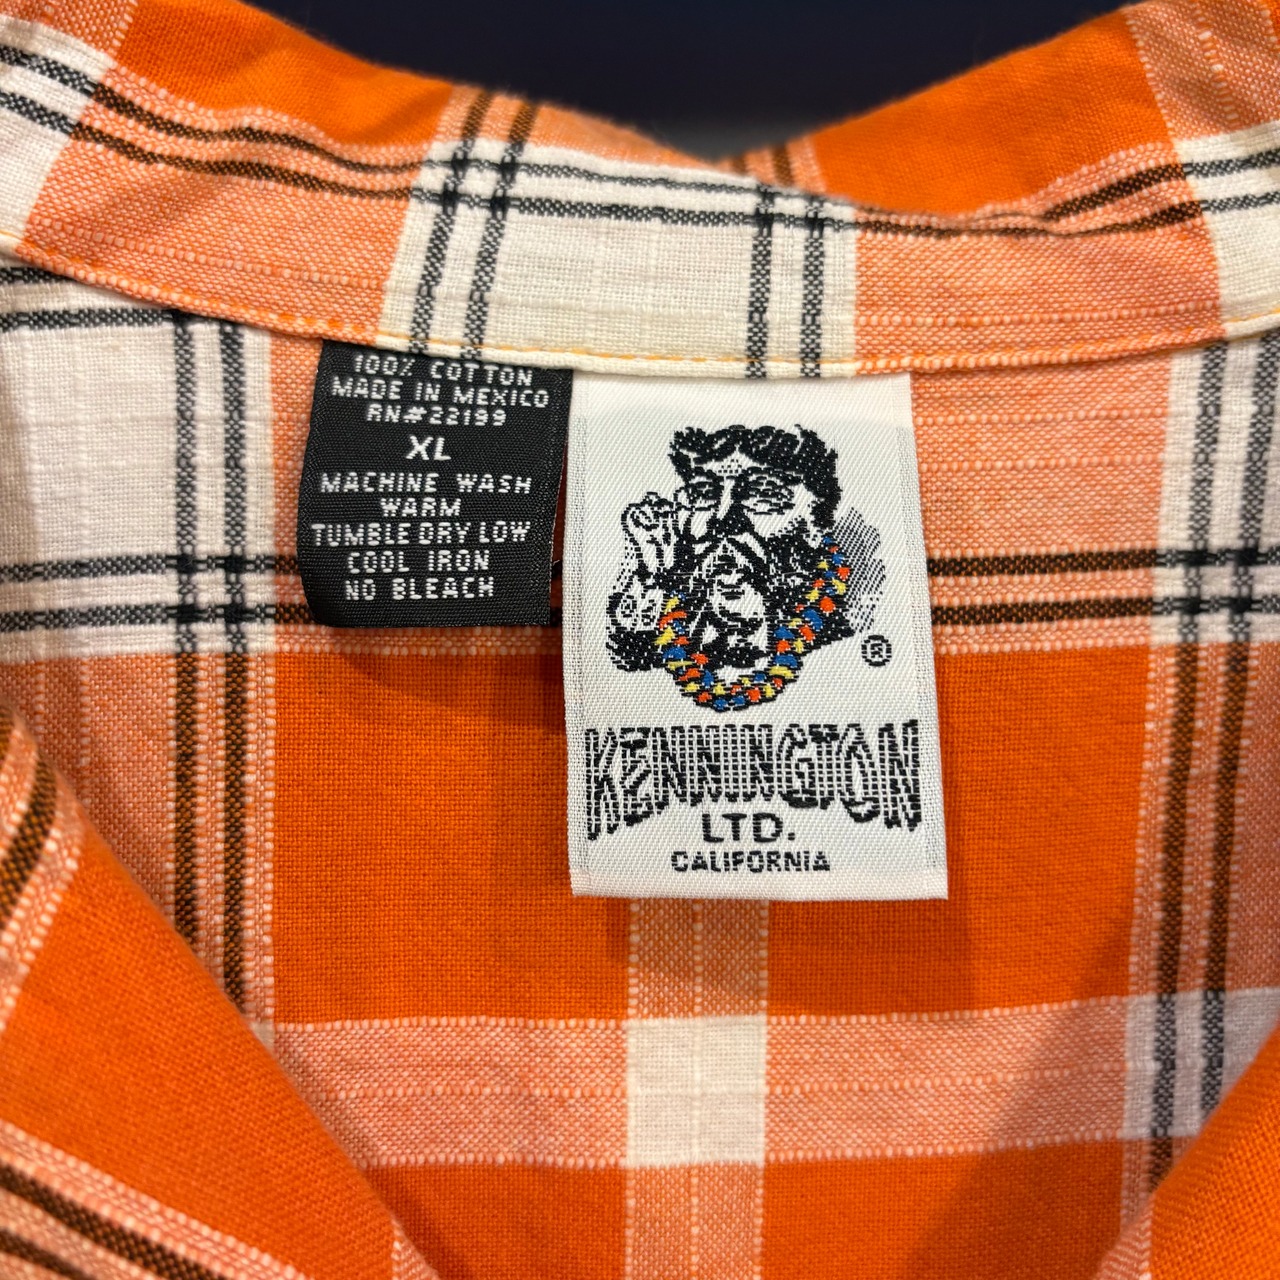 100% COTTON
MADE IN MEXICO
RN#22199
XL
MACHINE WASH
WARM
TUMBLE DRY LOW
COOL IRON
NO BLEACH
®
KENNINGTON
LTD.
CALIFORNIA